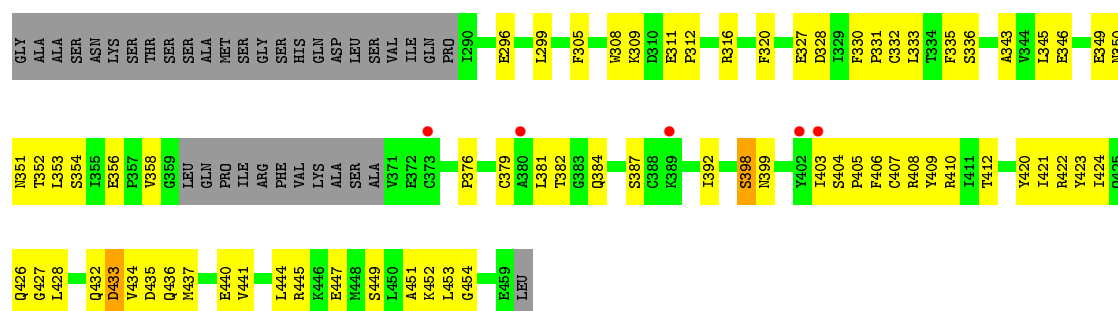 GLY ALA ALA SER ASN LYS SER THR SER SER ALA MET SER GLY SER HIS GLN ASP LEU SER VAL ILE GLN PRO I290 E296 L299 F305 W308 K309 D310 E311 P312 R316 F320 E327 D328 I329 F330 P331 C332 L333 T334 F335 S336 A343 V344 L345 E346 E349 N350
N351 T352 L353 S354 I355 E356 P357 V358 G359 LEU GLN PRO ILE ARG PHE VAL LYS ALA SER ALA V371 E372 C373 P376 C379 A380 L381 T382 G383 Q384 S387 C388 K389 I392 S398 N399 Y402 I403 S404 P405 F406 C407 R408 Y409 R410 I411 T412 Y420 I421 R422 Y423 I424 Q425
Q426 G427 L428 Q432 D433 V434 D435 Q436 M437 E440 V441 L444 R445 K446 E447 M448 S449 L450 A451 K452 L453 G454 E459 LEU